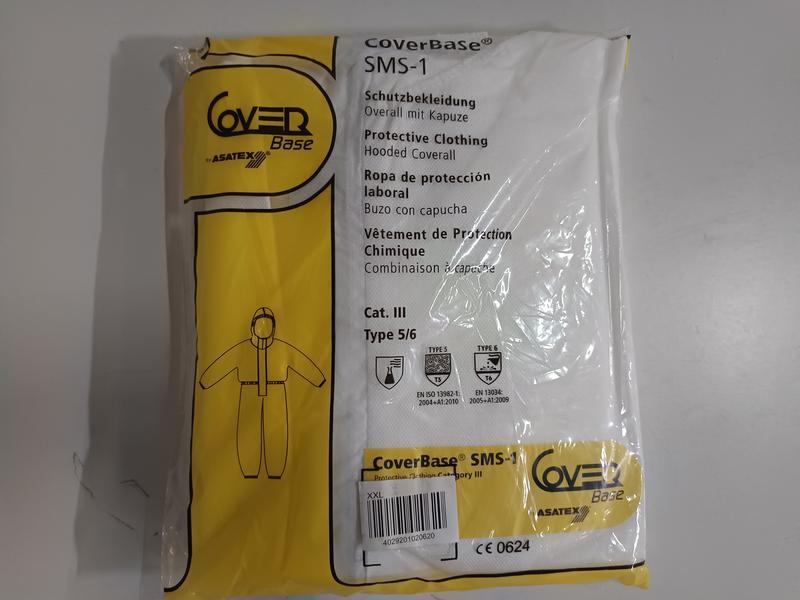 CoverBase®
SMS-1
COVER
Base
by ASATEX®
Schutzbekleidung
Overall mit Kapuze
Protective Clothing
Hooded Coverall
Ropa de protección
laboral
Buzo con capucha
Vêtement de Protection
Chimique
Combinaison à capuche
Cat. III
Type 5/6
TYPE 5
T5
EN ISO 13982-1:
2004+A1:2010
TYPE 6
T6
EN 13034:
2005+A1:2009
CoverBase® SMS-1
Protective Clothing Category III
XXL
4029201020620
COVER
Base
by ASATEX
CE 0624